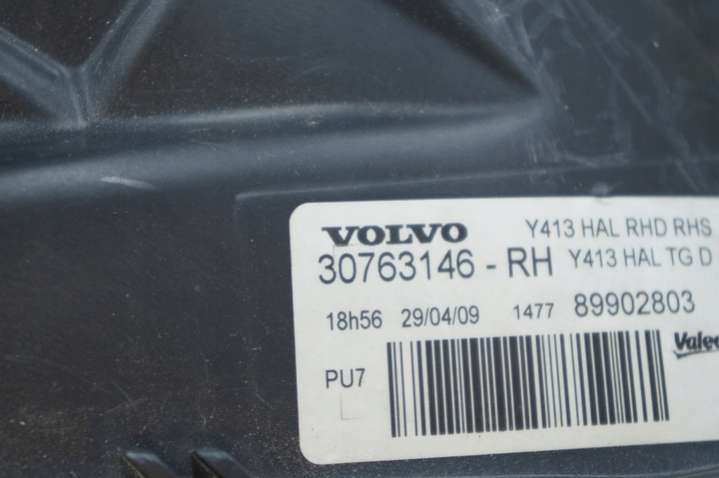 VOLVO Y413 HAL RHD RHS
30763146 - RH Y413 HAL TG D
18h56 29/04/09 1477 89902803
PU7